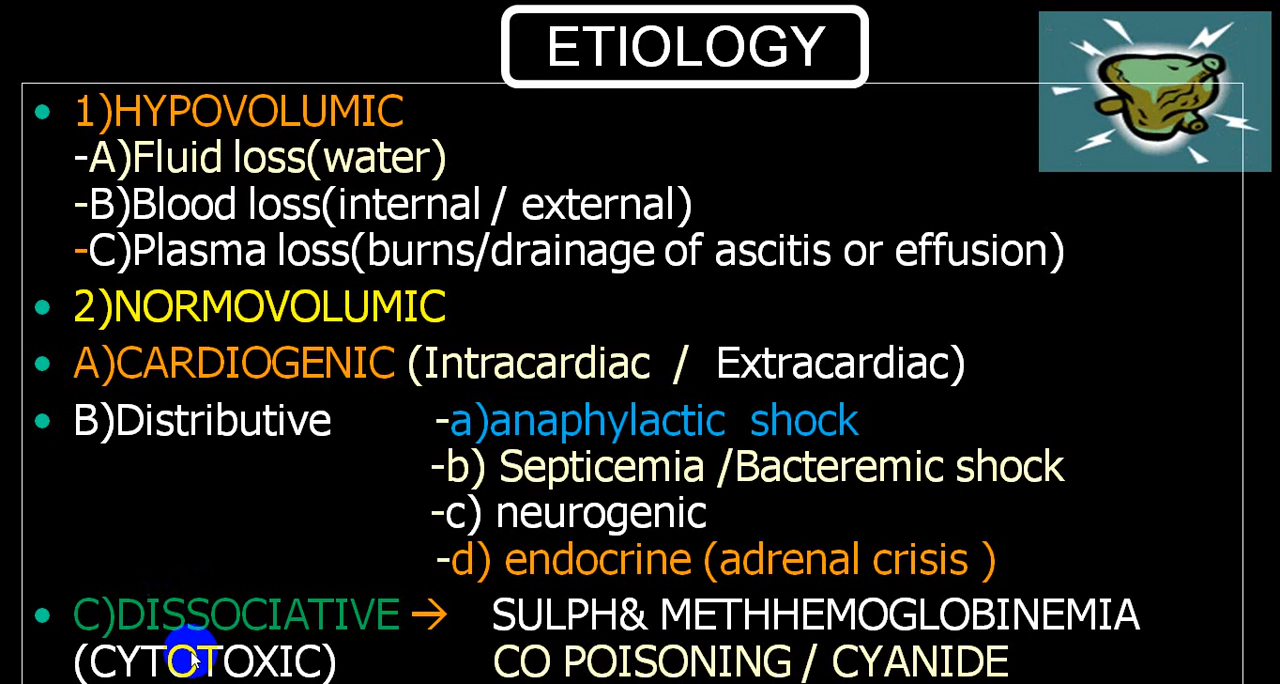 ETIOLOGY
• 1)HYPOVOLUMIC
-A)Fluid loss(water)
-B)Blood loss(internal / external)
-C)Plasma loss(burns/drainage of ascitis or effusion)
• 2)NORMOVOLUMIC
• A)CARDIOGENIC (Intracardiac / Extracardiac)
• B)Distributive -a)anaphylactic shock
-b) Septicemia /Bacteremic shock
-c) neurogenic
-d) endocrine (adrenal crisis )
• C)DISSOCIATIVE → SULPH& METHHEMOGLOBINEMIA
(CYTOTOXIC) CO POISONING / CYANIDE